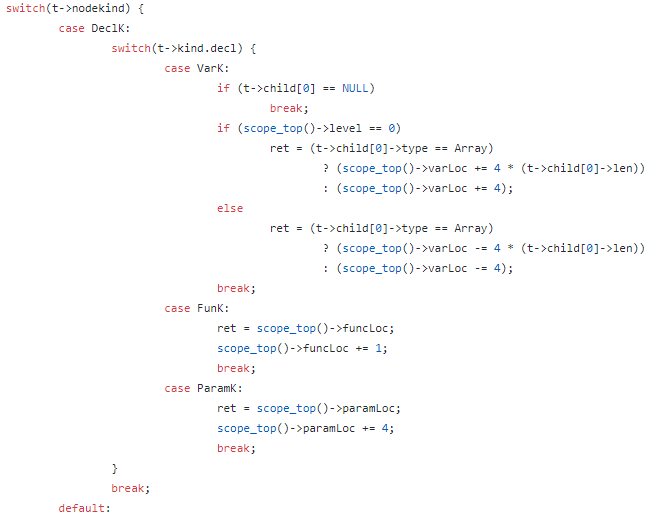 switch(t->nodekind) {
case DeclK:
switch(t->kind.decl) {
case VarK:
if (t->child[0] == NULL)
break;
if (scope_top()->level == 0)
ret = (t->child[0]->type == Array)
? (scope_top()->varLoc += 4 * (t->child[0]->len))
: (scope_top()->varLoc += 4);
else
ret = (t->child[0]->type == Array)
? (scope_top()->varLoc -= 4 * (t->child[0]->len))
: (scope_top()->varLoc -= 4);
break;
case FunK:
ret = scope_top()->funcLoc;
scope_top()->funcLoc += 1;
break;
case ParamK:
ret = scope_top()->paramLoc;
scope_top()->paramLoc += 4;
break;
}
break;
default: